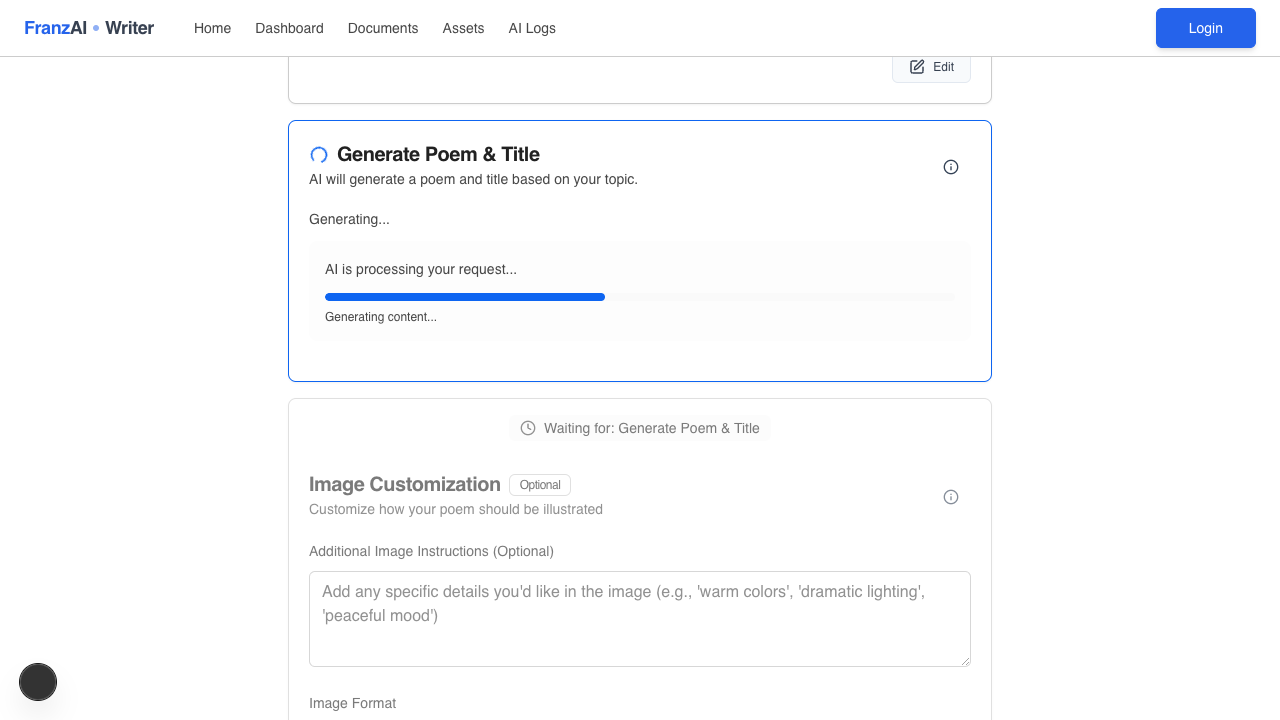 FranzAI • Writer
Home Dashboard Documents Assets AI Logs Login
Edit
Generate Poem & Title
AI will generate a poem and title based on your topic.
Generating...
AI is processing your request...
Generating content...
Waiting for: Generate Poem & Title
Image Customization Optional
Customize how your poem should be illustrated
Additional Image Instructions (Optional)
Add any specific details you'd like in the image (e.g., 'warm colors', 'dramatic lighting',
'peaceful mood')
Image Format